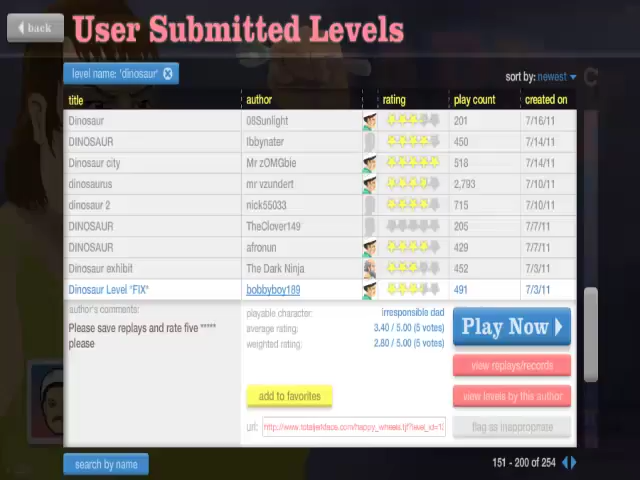 back
User Submitted Levels
level name: 'dinosaur'
sort by: newest
title author rating play count created on
Dinosaur 08Sunlight 201 7/16/11
DINOSAUR Ibbynater 450 7/14/11
Dinosaur city Mr zOMGbie 518 7/14/11
dinosaurus mr vzundert 2,793 7/10/11
dinosaur 2 nick55033 715 7/10/11
DINOSAUR TheClover149 205 7/7/11
DINOSAUR afronun 429 7/7/11
Dinosaur exhibit The Dark Ninja 452 7/3/11
Dinosaur Level *FIX* bobbyboy189 491 7/3/11
author's comments:
Please save replays and rate five *****
please
playable character: irresponsible dad
average rating: 3.40 / 5.00 (5 votes)
weighted rating: 2.80 / 5.00 (5 votes)
Play Now
view replays/records
add to favorites
view levels by this author
url:
flag as inappropriate
search by name
151 - 200 of 254